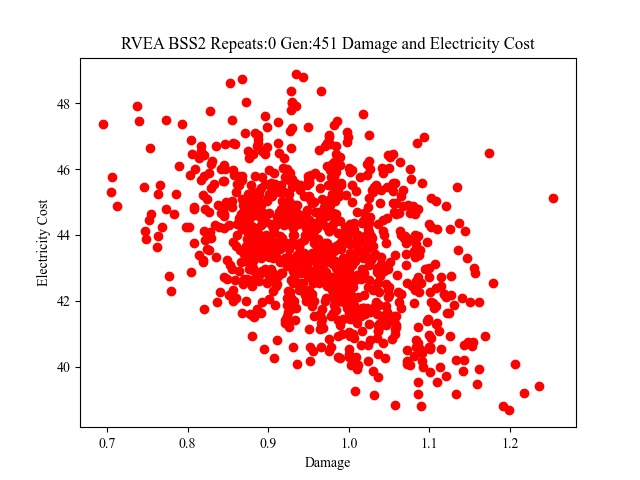 RVEA BSS2 Repeats:0 Gen:451 Damage and Electricity Cost
48
46
44
42
40
Electricity Cost
0.7 0.8 0.9 1.0 1.1 1.2
Damage